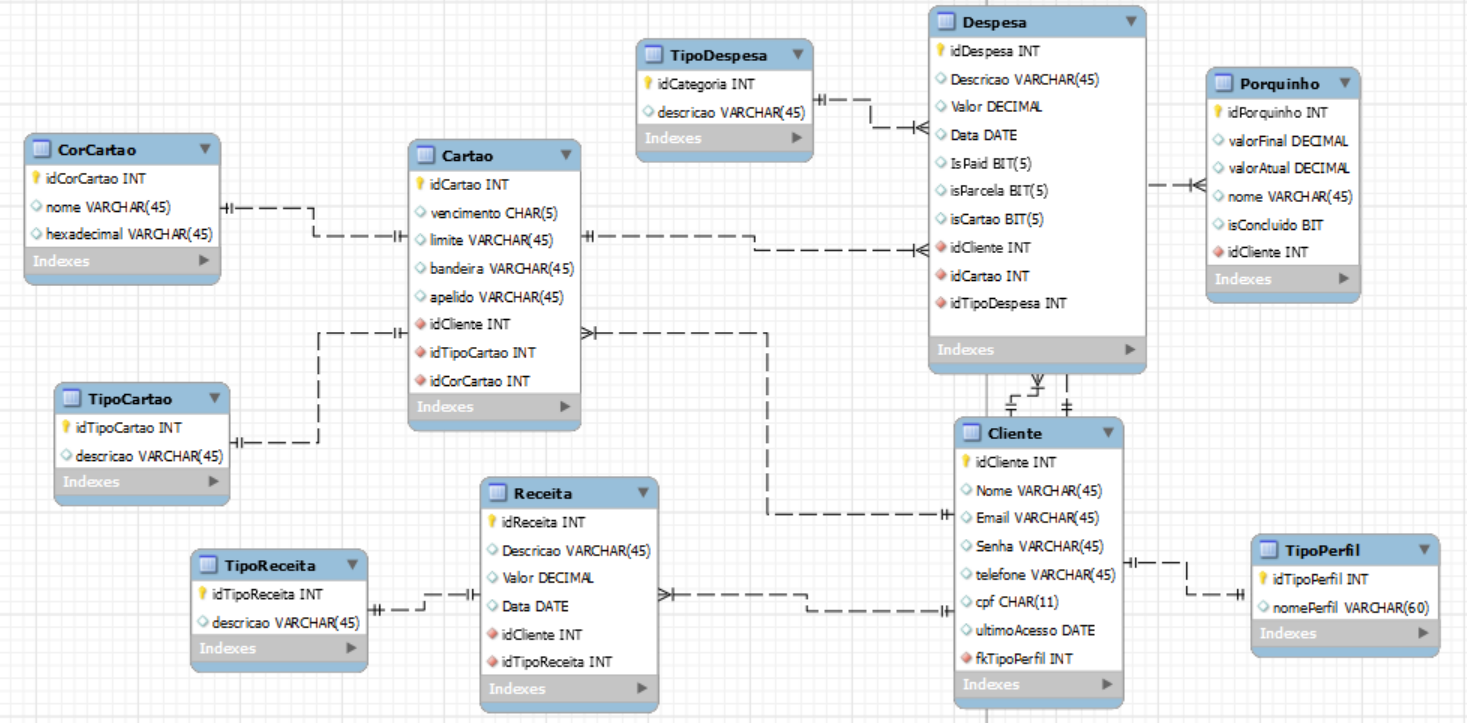 CorCartao
idCorCartao INT
nome VARCHAR(45)
hexadecimal VARCHAR(45)
Indexes
TipoCartao
idTipoCartao INT
descricao VARCHAR(45)
Indexes
TipoReceita
idTipoReceita INT
descricao VARCHAR(45)
Indexes
Cartao
idCartao INT
vencimento CHAR(5)
limite VARCHAR(45)
bandeira VARCHAR(45)
apelido VARCHAR(45)
idCliente INT
idTipoCartao INT
idCorCartao INT
Indexes
Receita
idReceita INT
Descricao VARCHAR(45)
Valor DECIMAL
Data DATE
idCliente INT
idTipoReceita INT
Indexes
TipoDespesa
idCategoria INT
descricao VARCHAR(45)
Indexes
Despesa
idDespesa INT
Descricao VARCHAR(45)
Valor DECIMAL
Data DATE
IsPaid BIT(5)
isParcela BIT(5)
isCartao BIT(5)
idCliente INT
idCartao INT
idTipoDespesa INT
Indexes
Cliente
idCliente INT
Nome VARCHAR(45)
Email VARCHAR(45)
Senha VARCHAR(45)
telefone VARCHAR(45)
cpf CHAR(11)
ultimoAcesso DATE
fkTipoPerfil INT
Indexes
Porquinho
idPorquinho INT
valorFinal DECIMAL
valorAtual DECIMAL
nome VARCHAR(45)
isConcluido BIT
idCliente INT
Indexes
TipoPerfil
idTipoPerfil INT
nomePerfil VARCHAR(60)
Indexes